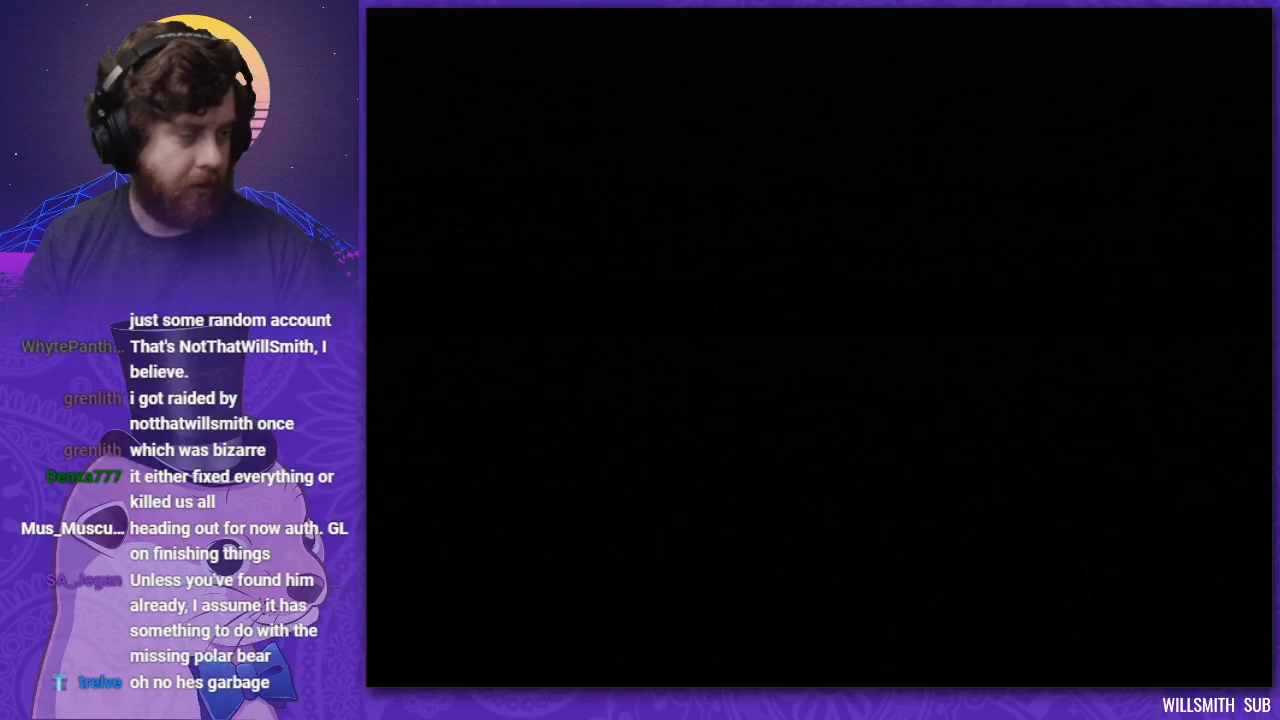 just some random account
WhytePanth... That's NotThatWillSmith, I
believe.
grenlith i got raided by
notthatwillsmith once
grenlith which was bizarre
Demza777 it either fixed everything or
killed us all
Mus_Muscu... heading out for now auth. GL
on finishing things
SA_Jegan Unless you've found him
already, I assume it has
something to do with the
missing polar bear
trelve oh no hes garbage
WILLSMITH SUB